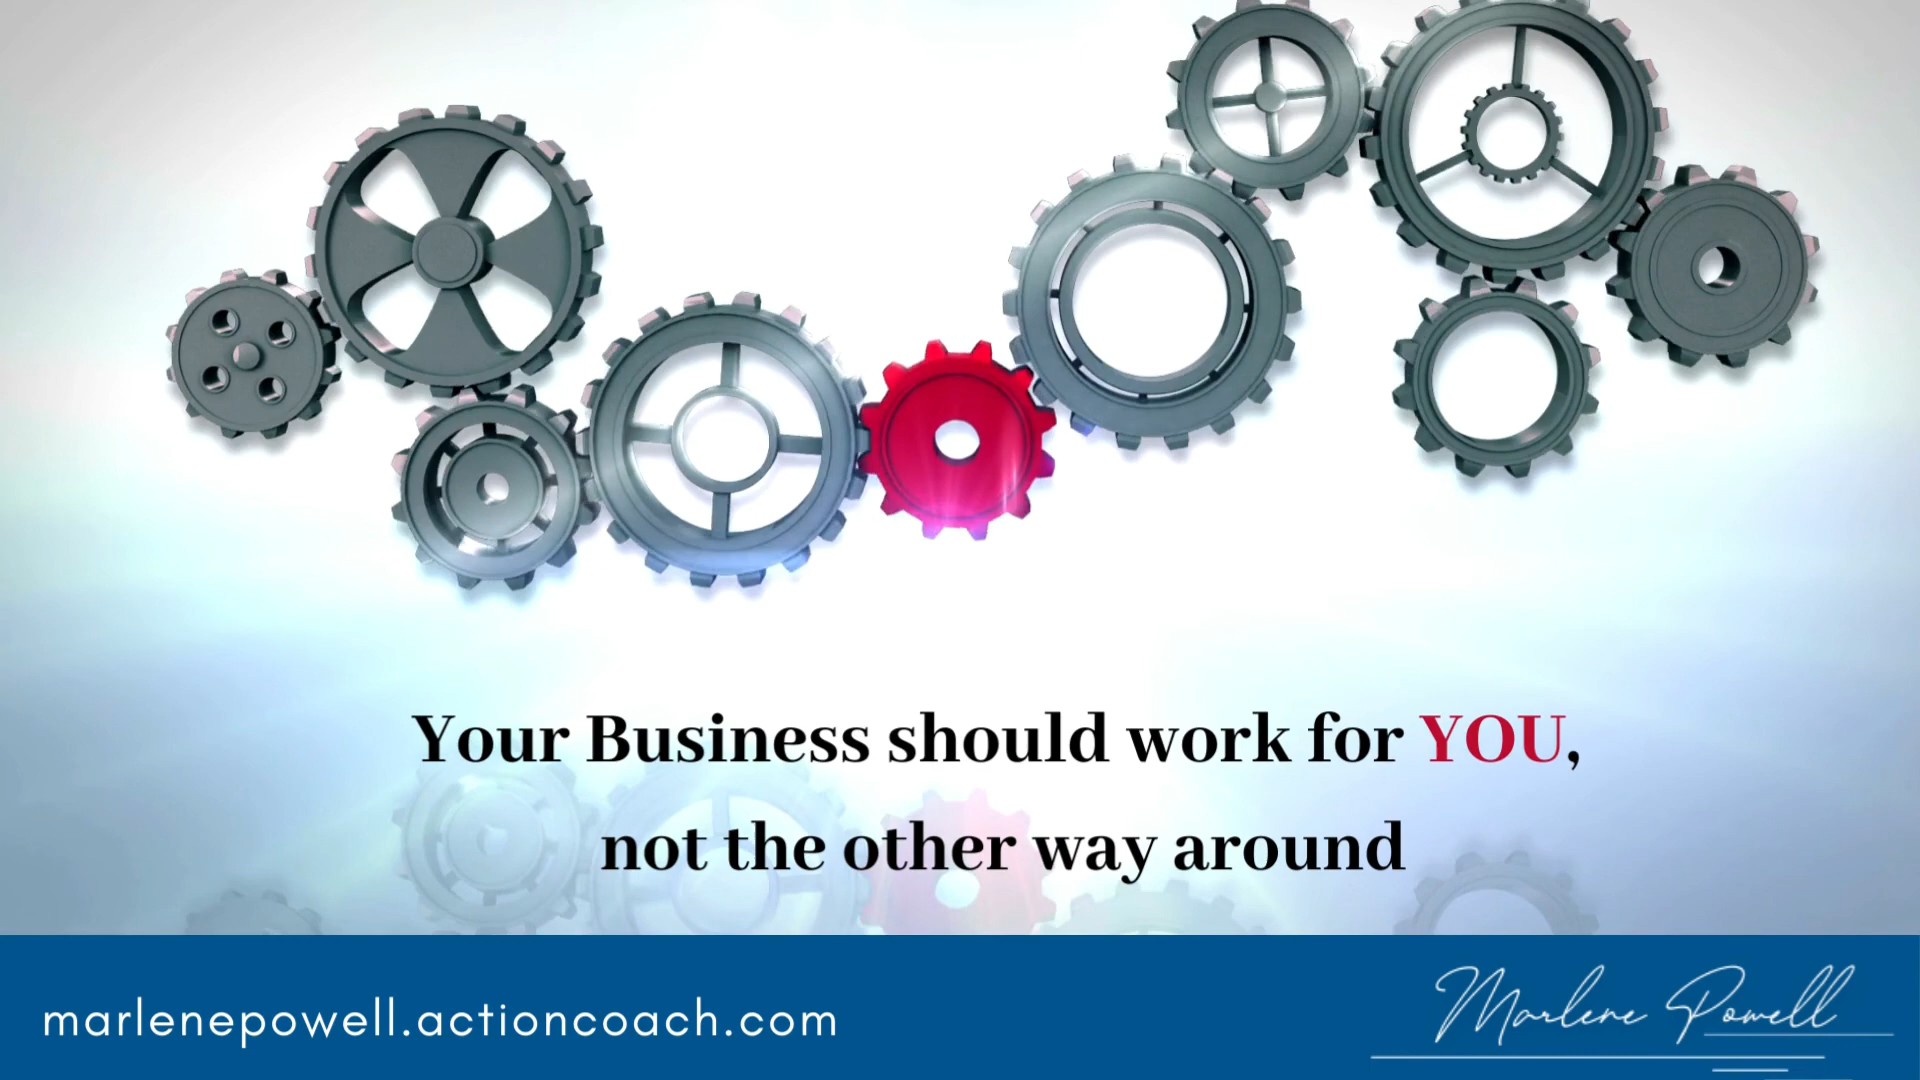 Your Business should work for YOU,
not the other way around
marlenepowell.actioncoach.com
Marlene Powell